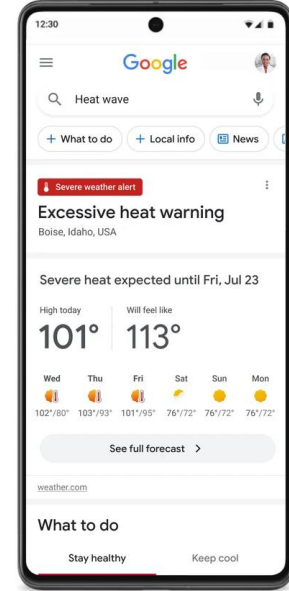 12:30
Google
Heat wave
+ What to do + Local info News
Severe weather alert
Excessive heat warning
Boise, Idaho, USA
Severe heat expected until Fri, Jul 23
High today Will feel like
101° 113°
Wed Thu Fri Sat Sun Mon
102°/80° 103°/93° 101°/95° 76°/72° 76°/72° 76°/72°
See full forecast >
weather.com
What to do
Stay healthy Keep cool